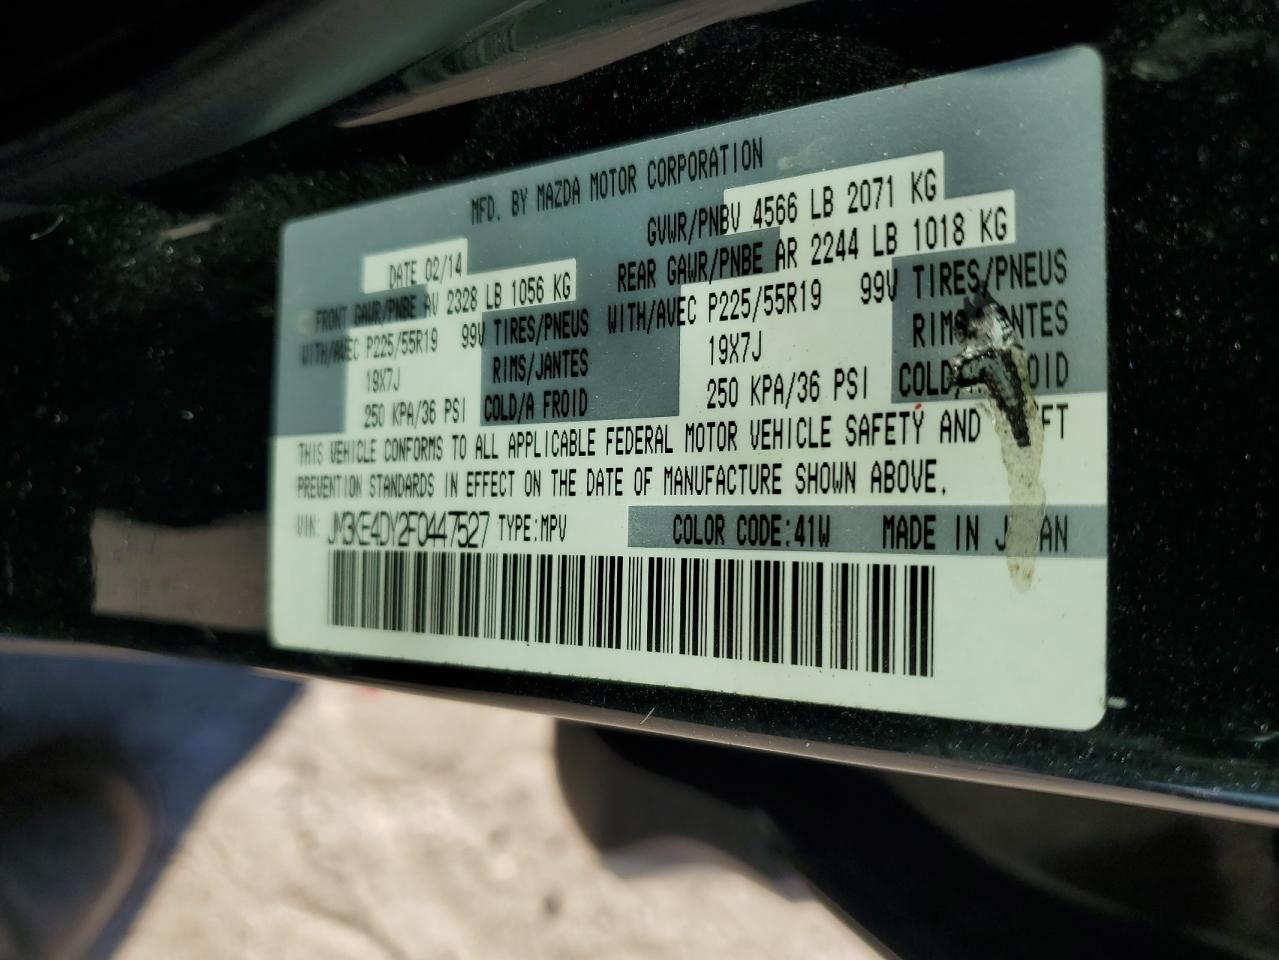 MFD. BY MAZDA MOTOR CORPORATION
DATE 02/14 GVWR/PNBV 4566 LB 2071 KG
FRONT GAWR/PNBE AV 2328 LB 1056 KG REAR GAWR/PNBE AR 2244 LB 1018 KG
WITH/AVEC P225/55R19 99V TIRES/PNEUS WITH/AVEC P225/55R19 99V TIRES/PNEUS
19X7J RIMS/JANTES 19X7J RIMS/JANTES
250 KPA/36 PSI COLD/A FROID 250 KPA/36 PSI COLD/A FROID
THIS VEHICLE CONFORMS TO ALL APPLICABLE FEDERAL MOTOR VEHICLE SAFETY AND THEFT
PREVENTION STANDARDS IN EFFECT ON THE DATE OF MANUFACTURE SHOWN ABOVE.
VIN: JM3KE4DY2F0447527 TYPE:MPV COLOR CODE:41W MADE IN JAPAN